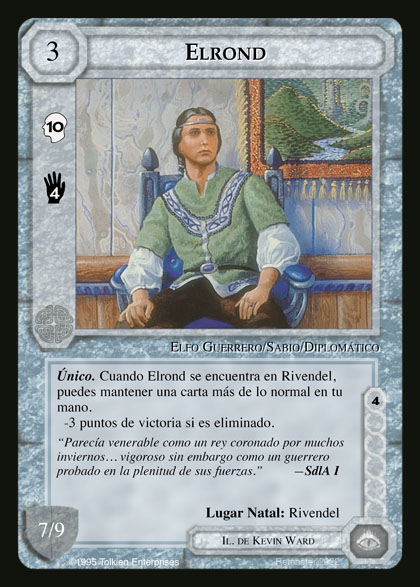 3
ELROND
10
4
ELFO GUERRERO/SABIO/DIPLOMÁTICO
Único. Cuando Elrond se encuentra en Rivendel,
puedes mantener una carta más de lo normal en tu
mano.
-3 puntos de victoria si es eliminado.
“Parecía venerable como un rey coronado por muchos
inviernos… vigoroso sin embargo como un guerrero
probado en la plenitud de sus fuerzas.” —SdlA I
4
Lugar Natal: Rivendel
7/9
IL. DE KEVIN WARD
©1995 Tolkien Enterprises